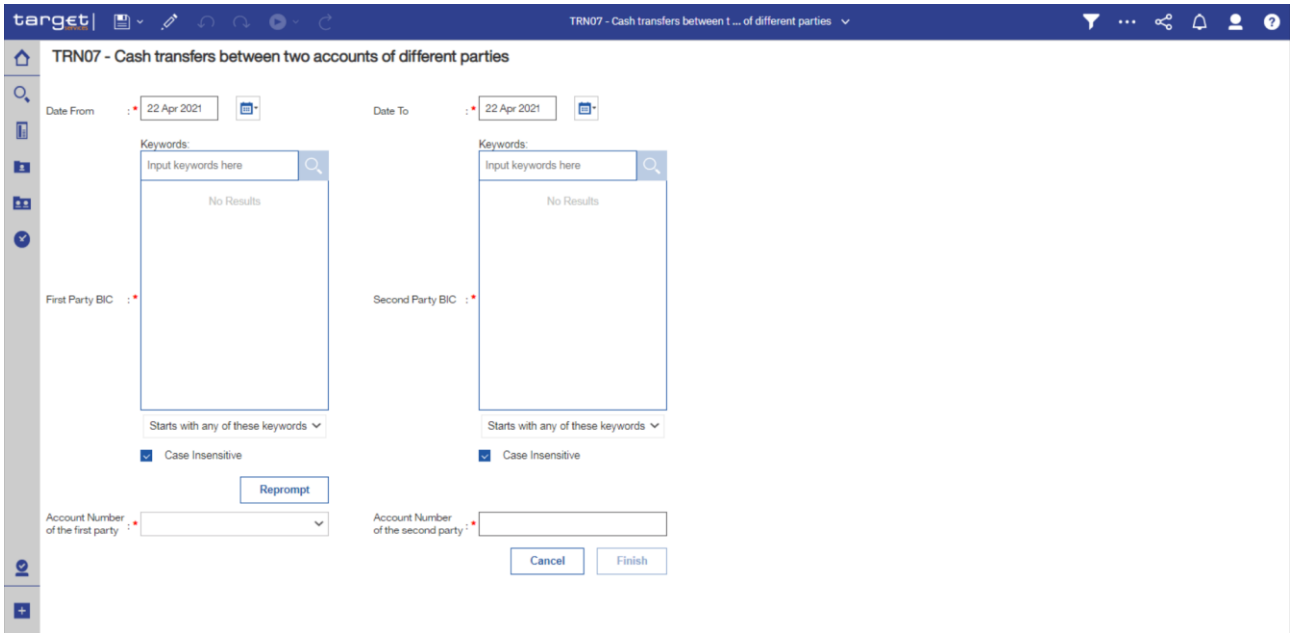 target|
SERVICES
TRN07 - Cash transfers between t ... of different parties
TRN07 - Cash transfers between two accounts of different parties
Date From : * 22 Apr 2021
Date To : * 22 Apr 2021
Keywords:
Keywords:
Input keywords here
Input keywords here
No Results
No Results
First Party BIC : *
Second Party BIC : *
Starts with any of these keywords
Starts with any of these keywords
Case Insensitive
Case Insensitive
Reprompt
Account Number
of the first party : *
Account Number
of the second party : *
Cancel
Finish